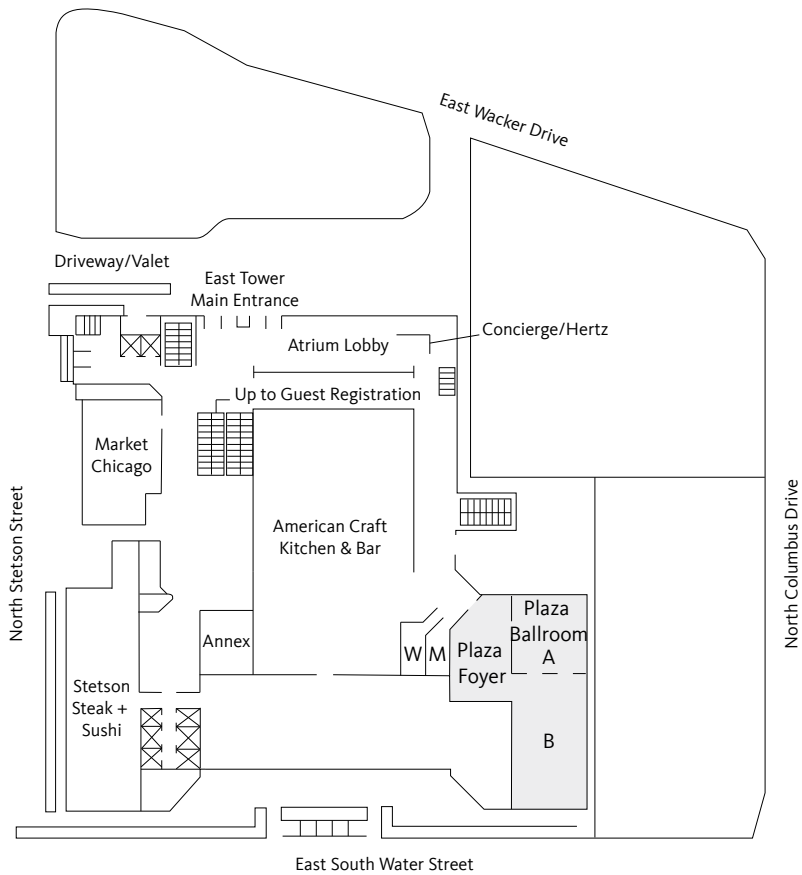 East Wacker Drive
Driveway/Valet
East Tower
Main Entrance
Concierge/Hertz
Atrium Lobby
Up to Guest Registration
Market
Chicago
American Craft
Kitchen & Bar
North Stetson Street
North Columbus Drive
Plaza
Ballroom
A
Annex
W
M
Plaza
Foyer
Stetson
Steak +
Sushi
B
East South Water Street